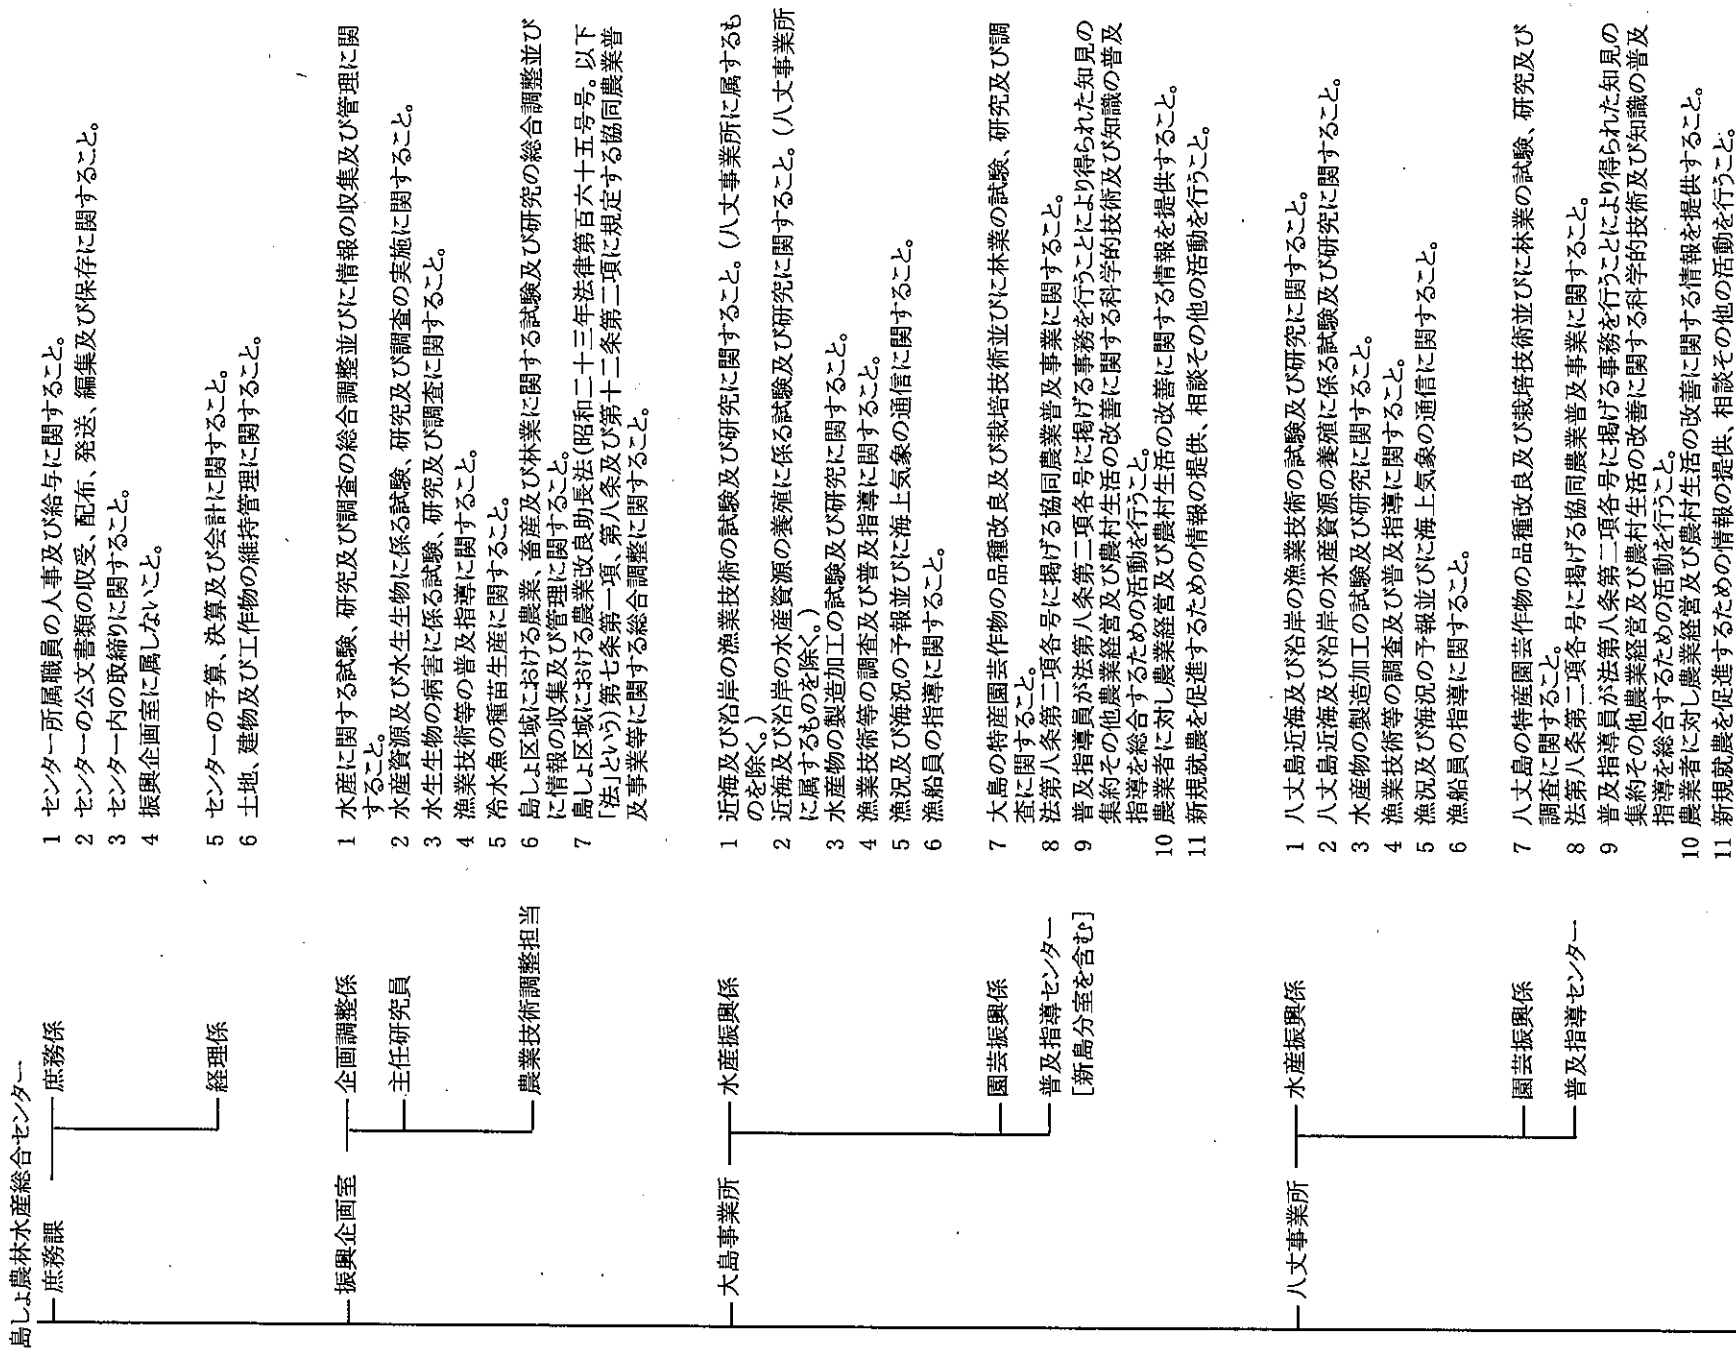 島しょ農林水産総合センター
庶務課
庶務係
1 センター所属職員の人事及び給与に関すること。
2 センターの公文書類の収受、配布、発送、編集及び保存に関すること。
3 センター内の取締りに関すること。
4 振興企画室に属しないこと。
経理係
5 センターの予算、決算及び会計に関すること。
6 土地、建物及び工作物の維持管理に関すること。
振興企画室
企画調整係
主任研究員
農業技術調整担当
1 水産に関する試験、研究及び調査の総合調整並びに情報の収集及び管理に関
すること。
2 水産資源及び水生生物に係る試験、研究及び調査の実施に関すること。
3 水生生物の病害に係る試験、研究及び調査に関すること。
4 漁業技術等の普及指導に関すること。
5 冷水魚の種苗生産に関すること。
6 島しょ区域における農業、畜産及び林業に関する試験及び研究の総合調整並び
に情報の収集及び管理に関すること。
7 島しょ区域における農業改良助長法(昭和二十三年法律第百六十五号号。以下
「法」という)第七条第一項、第八条及び第十二条第二項に規定する協同農業普
及事業等に関する総合調整に関すること。
大島事業所
水産振興係
1 近海及び沿岸の漁業技術の試験及び研究に関すること。(八丈事業所に属するも
のを除く。)
2 近海及び沿岸の水産資源の養殖に係る試験及び研究に関すること。(八丈事業所
に属するものを除く。)
3 水産物の製造加工の試験及び研究に関すること。
4 漁業技術等の調査及び普及指導に関すること。
5 漁況及び海況の予報並びに海上気象の通信に関すること。
6 漁船員の指導に関すること。
園芸振興係
普及指導センター
[新島分室を含む]
7 大島の特産園芸作物の品種改良及び栽培技術並びに林業の試験、研究及び調
査に関すること。
8 法第八条第二項各号に掲げる協同農業普及事業に関すること。
9 普及指導員が法第八条第二項各号に掲げる事務を行うことにより得られた知見の
集約その他農業経営及び農村生活の改善に関する科学的技術及び知識の普及
指導を総合するための活動を行うこと。
10 農業者に対し農業経営及び農村生活の改善に関する情報を提供すること。
11 新規就農を促進するための情報の提供、相談その他の活動を行うこと。
八丈事業所
水産振興係
1 八丈島近海及び沿岸の漁業技術の試験及び研究に関すること。
2 八丈島近海及び沿岸の水産資源の養殖に係る試験及び研究に関すること。
3 水産物の製造加工の試験及び研究に関すること。
4 漁業技術等の調査及び普及指導に関すること。
5 漁況及び海況の予報並びに海上気象の通信に関すること。
6 漁船員の指導に関すること。
園芸振興係
普及指導センター
7 八丈島の特産園芸作物の品種改良及び栽培技術並びに林業の試験、研究及び
調査に関すること。
8 法第八条第二項各号に掲げる協同農業普及事業に関すること。
9 普及指導員が法第八条第二項各号に掲げる事務を行うことにより得られた知見の
集約その他農業経営及び農村生活の改善に関する科学的技術及び知識の普及
指導を総合するための活動を行うこと。
10 農業者に対し農業経営及び農村生活の改善に関する情報を提供すること。
11 新規就農を促進するための情報の提供、相談その他の活動を行うこと。